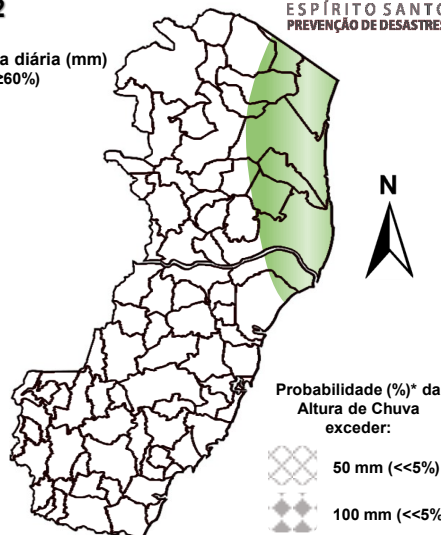 2
ESPÍRITO SANTO
PREVENÇÃO DE DESASTRES
a diária (mm)
≥60%)
N
Probabilidade (%)* da
Altura de Chuva
exceder:
50 mm (<<5%)
100 mm (<<5%